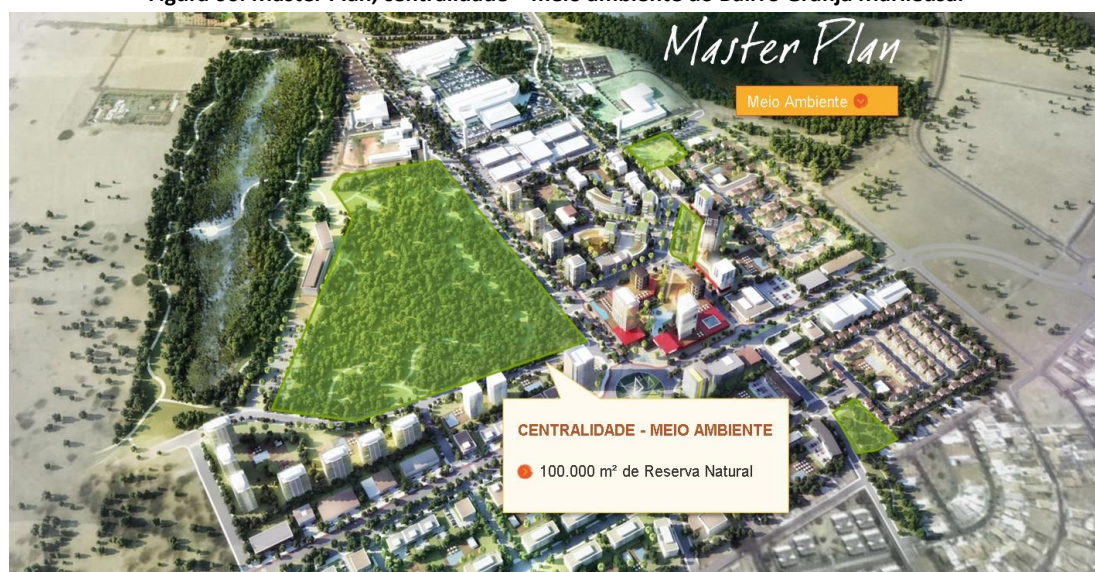 Master Plan
Meio Ambiente
CENTRALIDADE - MEIO AMBIENTE
100.000 m² de Reserva Natural